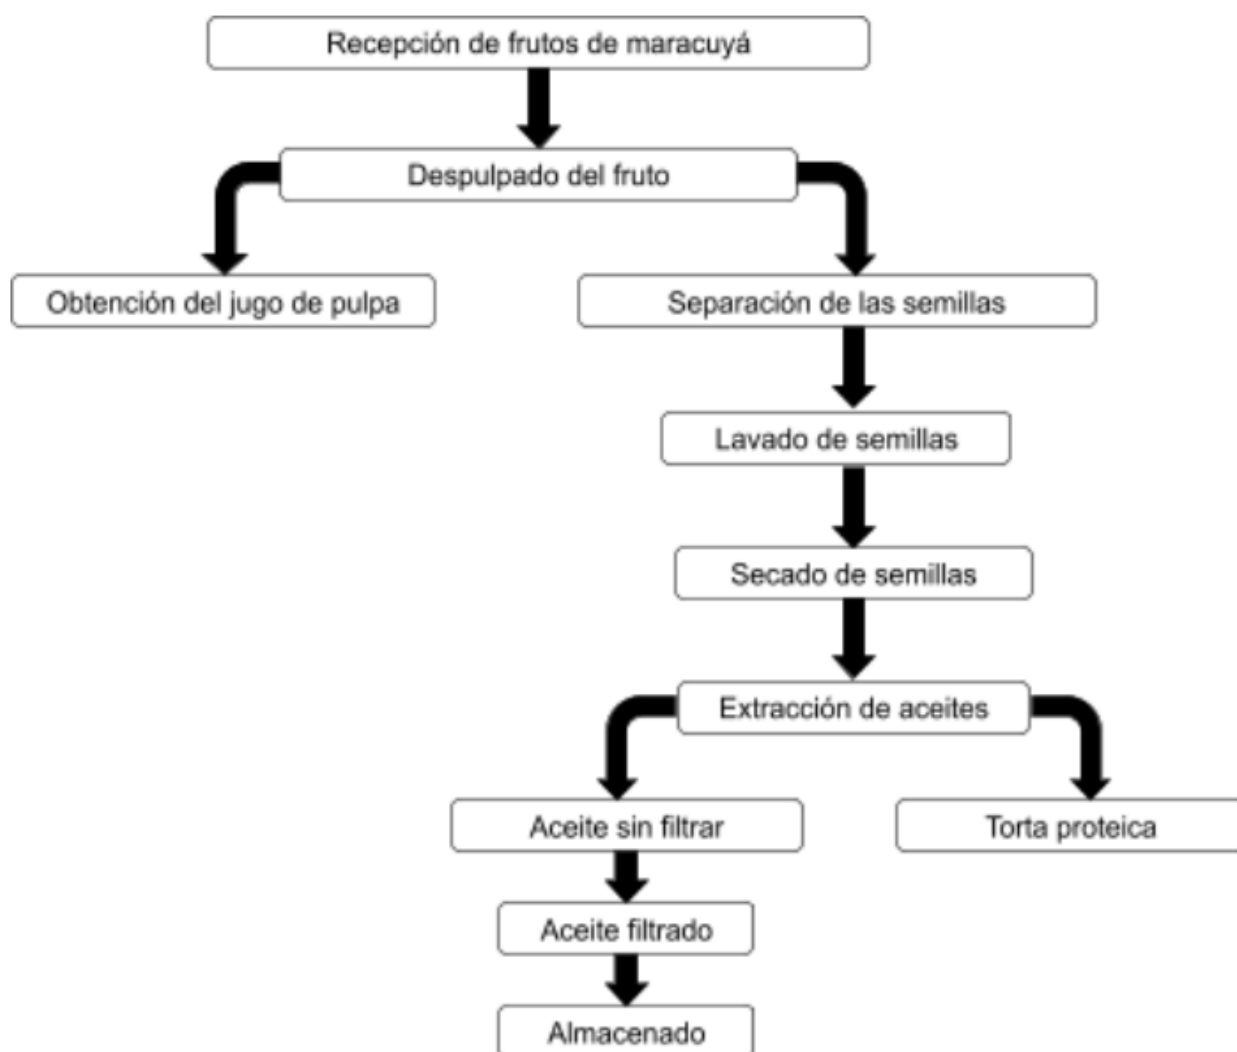 Recepción de frutos de maracuyá
Despulpado del fruto
Obtención del jugo de pulpa
Separación de las semillas
Lavado de semillas
Secado de semillas
Extracción de aceites
Aceite sin filtrar
Torta proteica
Aceite filtrado
Almacenado